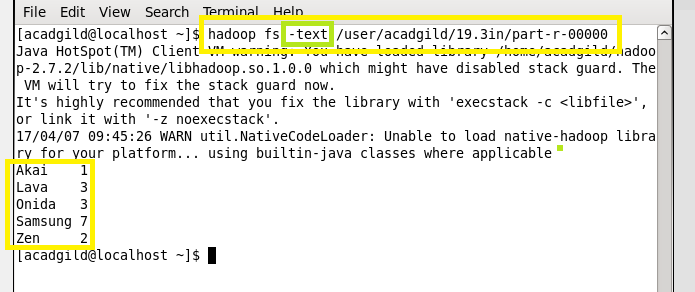 File Edit View Search Terminal Help
[acadgild@localhost ~]$ hadoop fs -text /user/acadgild/19.3in/part-r-00000
Java HotSpot(TM) Client VM warning: You have loaded library /home/acadgild/hadoo
p-2.7.2/lib/native/libhadoop.so.1.0.0 which might have disabled stack guard. The
 VM will try to fix the stack guard now.
It's highly recommended that you fix the library with 'execstack -c <libfile>',
or link it with '-z noexecstack'.
17/04/07 09:45:26 WARN util.NativeCodeLoader: Unable to load native-hadoop libra
ry for your platform... using builtin-java classes where applicable
Akai 1
Lava 3
Onida 3
Samsung 7
Zen 2
[acadgild@localhost ~]$